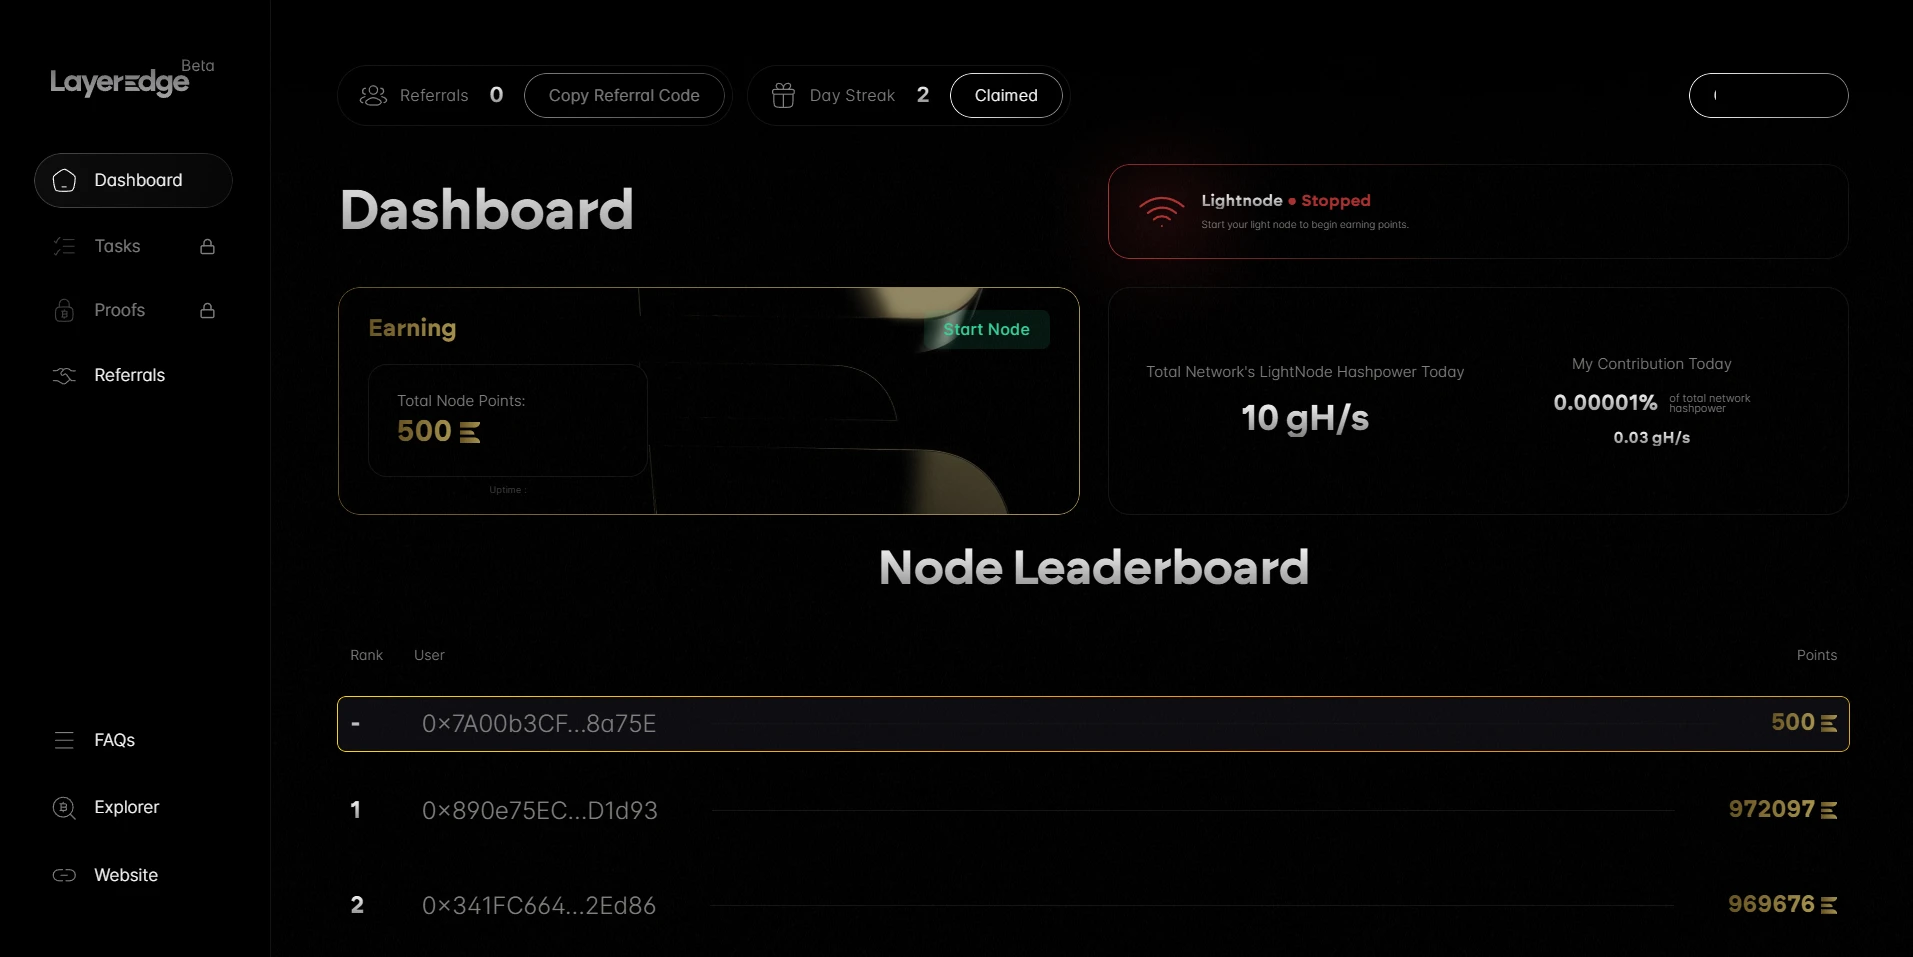 LayerEdge Beta
Dashboard
Tasks
Proofs
Referrals
FAQs
Explorer
Website
Referrals 0 Copy Referral Code
Day Streak 2 Claimed
Dashboard
Lightnode • Stopped
Start your light node to begin earning points.
Earning
Start Node
Total Node Points:
500
Uptime :
Total Network's LightNode Hashpower Today
10 gH/s
My Contribution Today
0.00001% of total network
hashpower
0.03 gH/s
Node Leaderboard
Rank User Points
- 0x7A00b3CF...8a75E 500
1 0x890e75EC...D1d93 972097
2 0x341FC664...2Ed86 969676